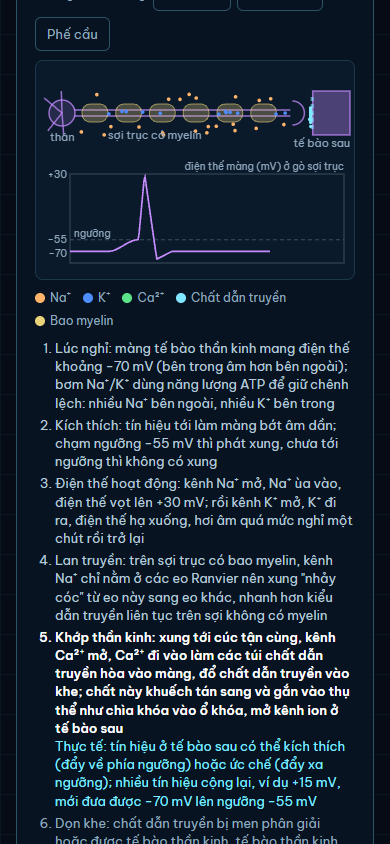 Phế cầu
thân
sợi trục có myelin
tế bào sau
điện thế màng (mV) ở gò sợi trục
+30
ngưỡng
−55
−70
Na⁺ K⁺ Ca²⁺ Chất dẫn truyền
Bao myelin
1. Lúc nghỉ: màng tế bào thần kinh mang điện thế
khoảng −70 mV (bên trong âm hơn bên ngoài);
bơm Na⁺/K⁺ dùng năng lượng ATP để giữ chênh
lệch: nhiều Na⁺ bên ngoài, nhiều K⁺ bên trong
2. Kích thích: tín hiệu tới làm màng bớt âm dần;
chạm ngưỡng −55 mV thì phát xung, chưa tới
ngưỡng thì không có xung
3. Điện thế hoạt động: kênh Na⁺ mở, Na⁺ ùa vào,
điện thế vọt lên +30 mV; rồi kênh K⁺ mở, K⁺ đi
ra, điện thế hạ xuống, hơi âm quá mức nghỉ một
chút rồi trở lại
4. Lan truyền: trên sợi trục có bao myelin, kênh
Na⁺ chỉ nằm ở các eo Ranvier nên xung "nhảy
cóc" từ eo này sang eo khác, nhanh hơn kiểu
dẫn truyền liên tục trên sợi không có myelin
5. Khớp thần kinh: xung tới cúc tận cùng, kênh
Ca²⁺ mở, Ca²⁺ đi vào làm các túi chất dẫn
truyền hòa vào màng, đổ chất dẫn truyền vào
khe; chất này khuếch tán sang và gắn vào thụ
thể như chìa khóa vào ổ khóa, mở kênh ion ở
tế bào sau
Thực tế: tín hiệu ở tế bào sau có thể kích thích
(đẩy về phía ngưỡng) hoặc ức chế (đẩy xa
ngưỡng); nhiều tín hiệu cộng lại, ví dụ +15 mV,
mới đưa được −70 mV lên ngưỡng −55 mV
6. Dọn khe: chất dẫn truyền bị men phân giải
hoặc được tế bào thần kinh, tế bào thần kinh